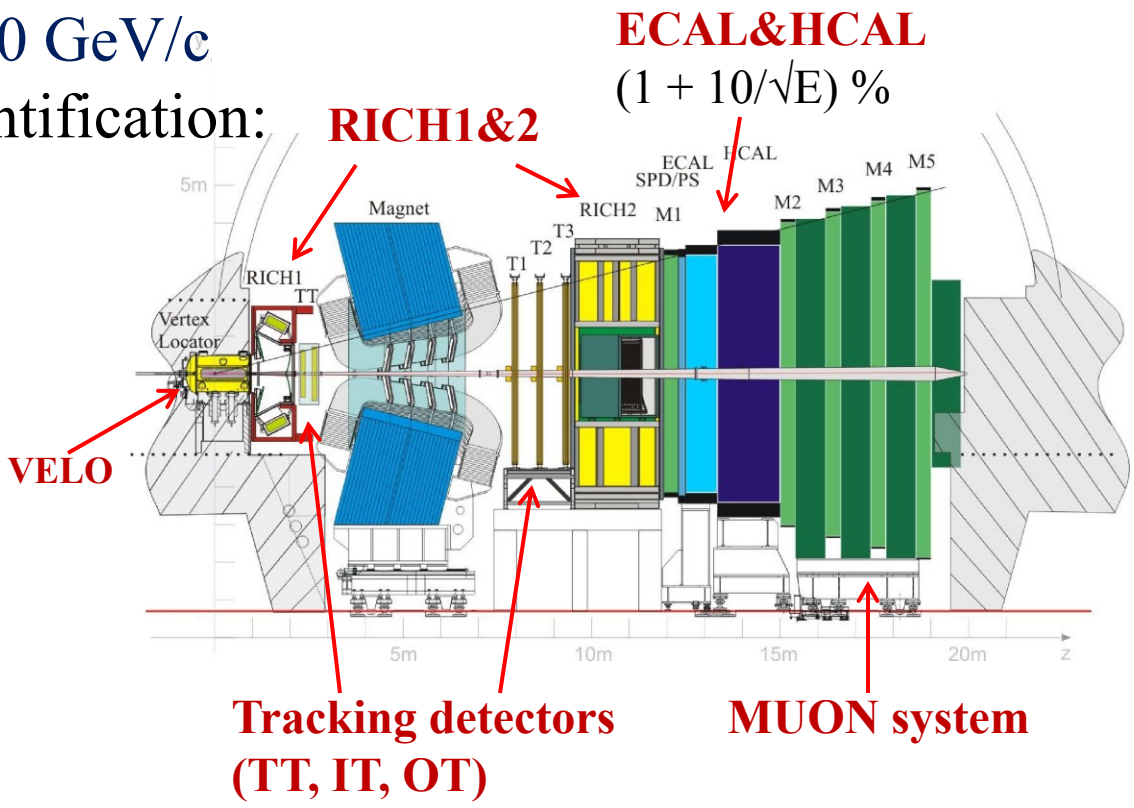 0 GeV/c
ntification:
ECAL&HCAL
(1 + 10/√E) %
RICH1&2
y
5m
Magnet
RICH1
TT
Vertex
Locator
T1
T2
T3
RICH2
SPD/PS
ECAL
M1
HCAL
M2
M3
M4
M5
VELO
5m
10m
15m
20m
z
Tracking detectors
(TT, IT, OT)
MUON system